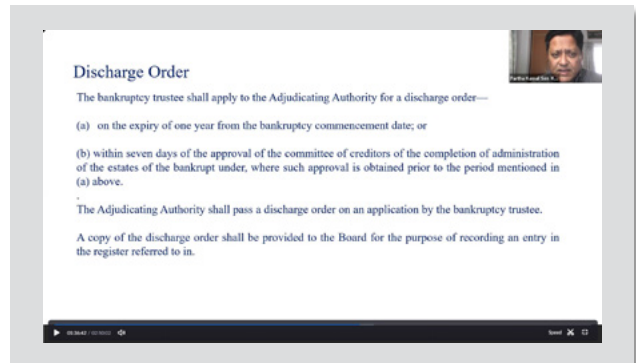 Discharge Order
The bankruptcy trustee shall apply to the Adjudicating Authority for a discharge order—
(a) on the expiry of one year from the bankruptcy commencement date; or
(b) within seven days of the approval of the committee of creditors of the completion of administration
of the estates of the bankrupt under, where such approval is obtained prior to the period mentioned in
(a) above.
.
The Adjudicating Authority shall pass a discharge order on an application by the bankruptcy trustee.
A copy of the discharge order shall be provided to the Board for the purpose of recording an entry in
the register referred to in.
Speed